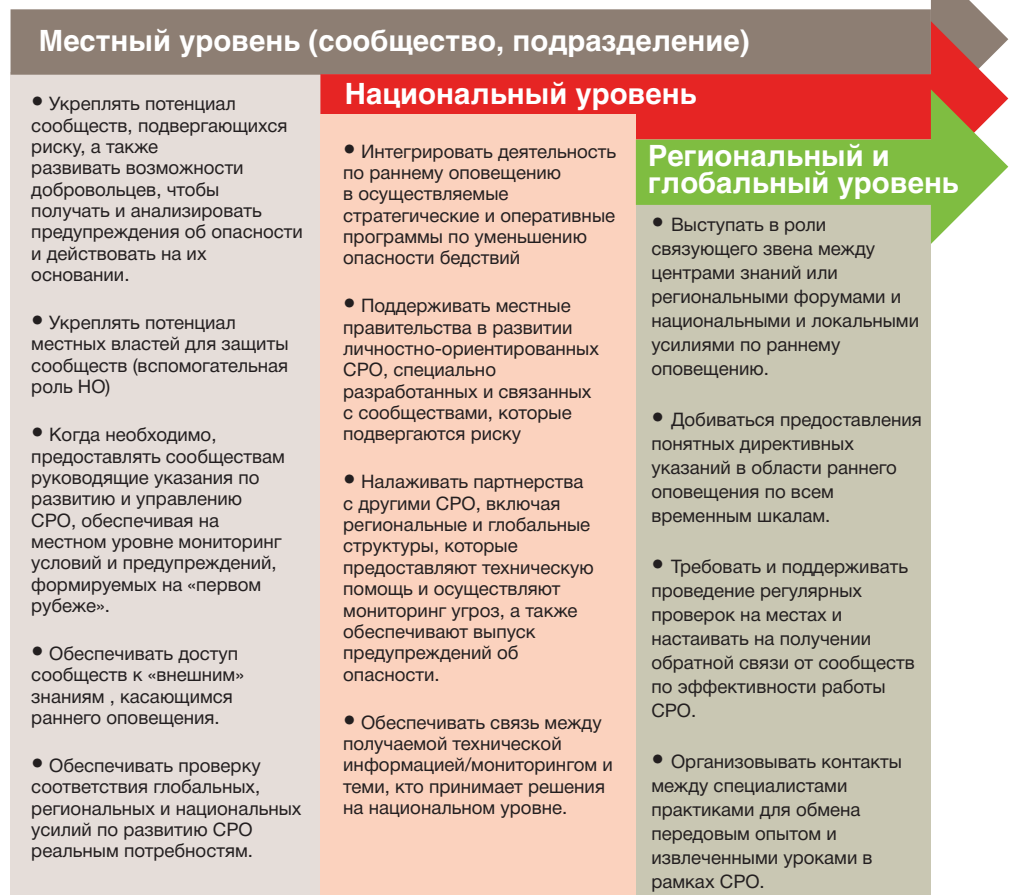 Местный уровень (сообщество, подразделение)
• Укреплять потенциал
сообществ, подвергающихся
риску, а также
развивать возможности
добровольцев, чтобы
получать и анализировать
предупреждения об опасности
и действовать на их
основании.
• Укреплять потенциал
местных властей для защиты
сообществ (вспомогательная
роль НО)
• Когда необходимо,
предоставлять сообществам
руководящие указания по
развитию и управлению
СРО, обеспечивая на
местном уровне мониторинг
условий и предупреждений,
формируемых на «первом
рубеже».
• Обеспечивать доступ
сообществ к «внешним»
знаниям , касающимся
раннего оповещения.
• Обеспечивать проверку
соответствия глобальных,
региональных и национальных
усилий по развитию СРО
реальным потребностям.
Национальный уровень
• Интегрировать деятельность
по раннему оповещению
в осуществляемые
стратегические и оперативные
программы по уменьшению
опасности бедствий
• Поддерживать местные
правительства в развитии
личностно-ориентированных
СРО, специально
разработанных и связанных
с сообществами, которые
подвергаются риску
• Налаживать партнерства
с другими СРО, включая
региональные и глобальные
структуры, которые
предоставляют техническую
помощь и осуществляют
мониторинг угроз, а также
обеспечивают выпуск
предупреждений об
опасности.
• Обеспечивать связь между
получаемой технической
информацией/мониторингом и
теми, кто принимает решения
на национальном уровне.
Региональный и
глобальный уровень
• Выступать в роли
связующего звена между
центрами знаний или
региональными форумами и
национальными и локальными
усилиями по раннему
оповещению.
• Добиваться предоставления
понятных директивных
указаний в области раннего
оповещения по всем
временным шкалам.
• Требовать и поддерживать
проведение регулярных
проверок на местах и
настаивать на получении
обратной связи от сообществ
по эффективности работы
СРО.
• Организовывать контакты
между специалистами
практиками для обмена
передовым опытом и
извлеченными уроками в
рамках СРО.